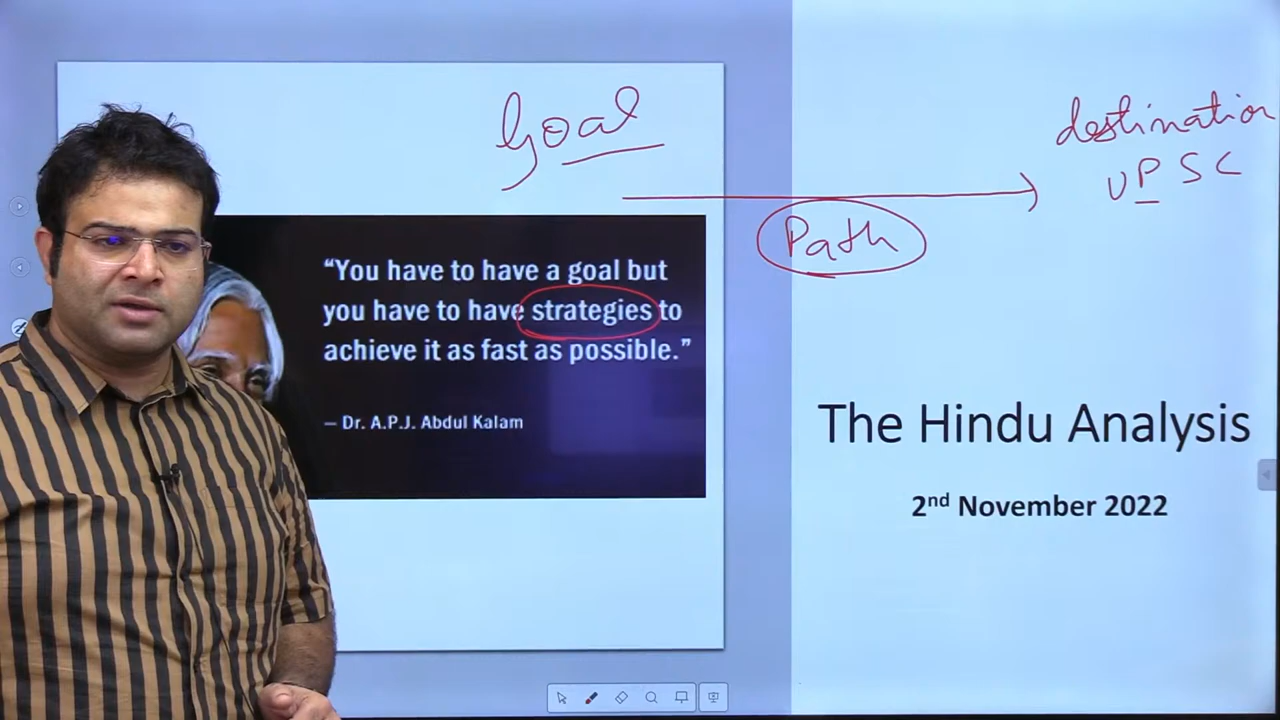 Goal
destination
UPSC
Path
“You have to have a goal but
you have to have strategies to
achieve it as fast as possible.”
– Dr. A.P.J. Abdul Kalam
The Hindu Analysis
2nd November 2022